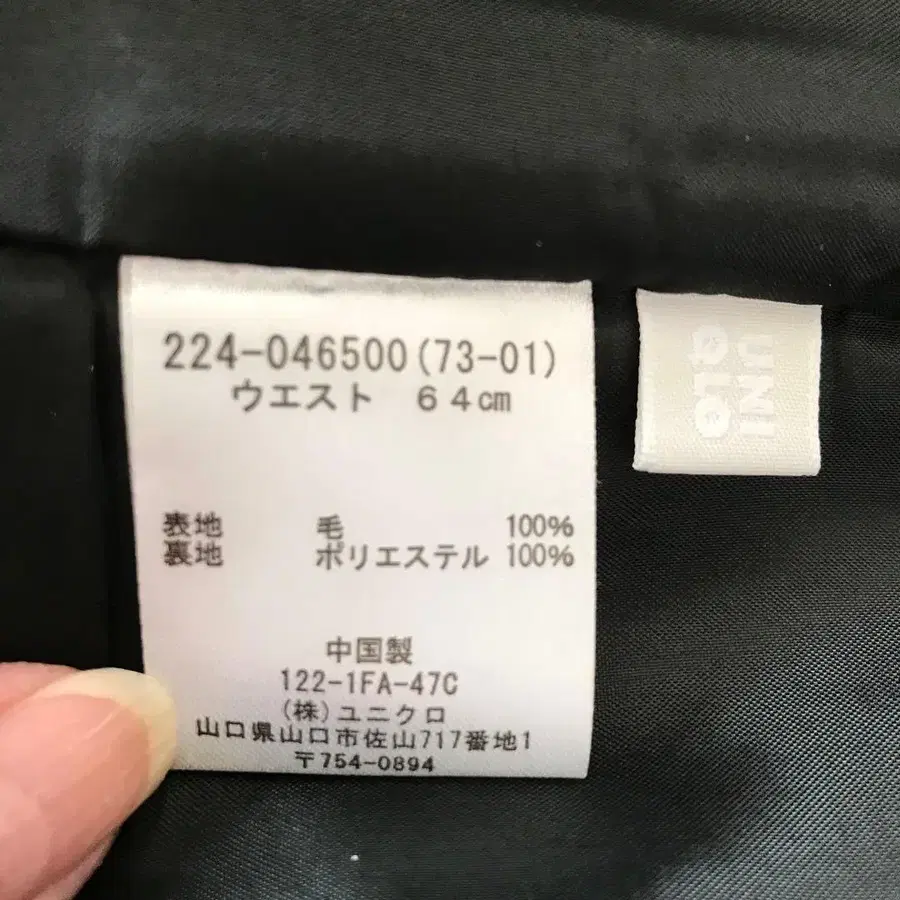 224-046500(73-01)
ウエスト 64cm
表地 毛 100%
裏地 ポリエステル 100%
中国製
122-1FA-47C
(株)ユニクロ
山口県山口市佐山717番地1
〒754-0894
UNI
QLO